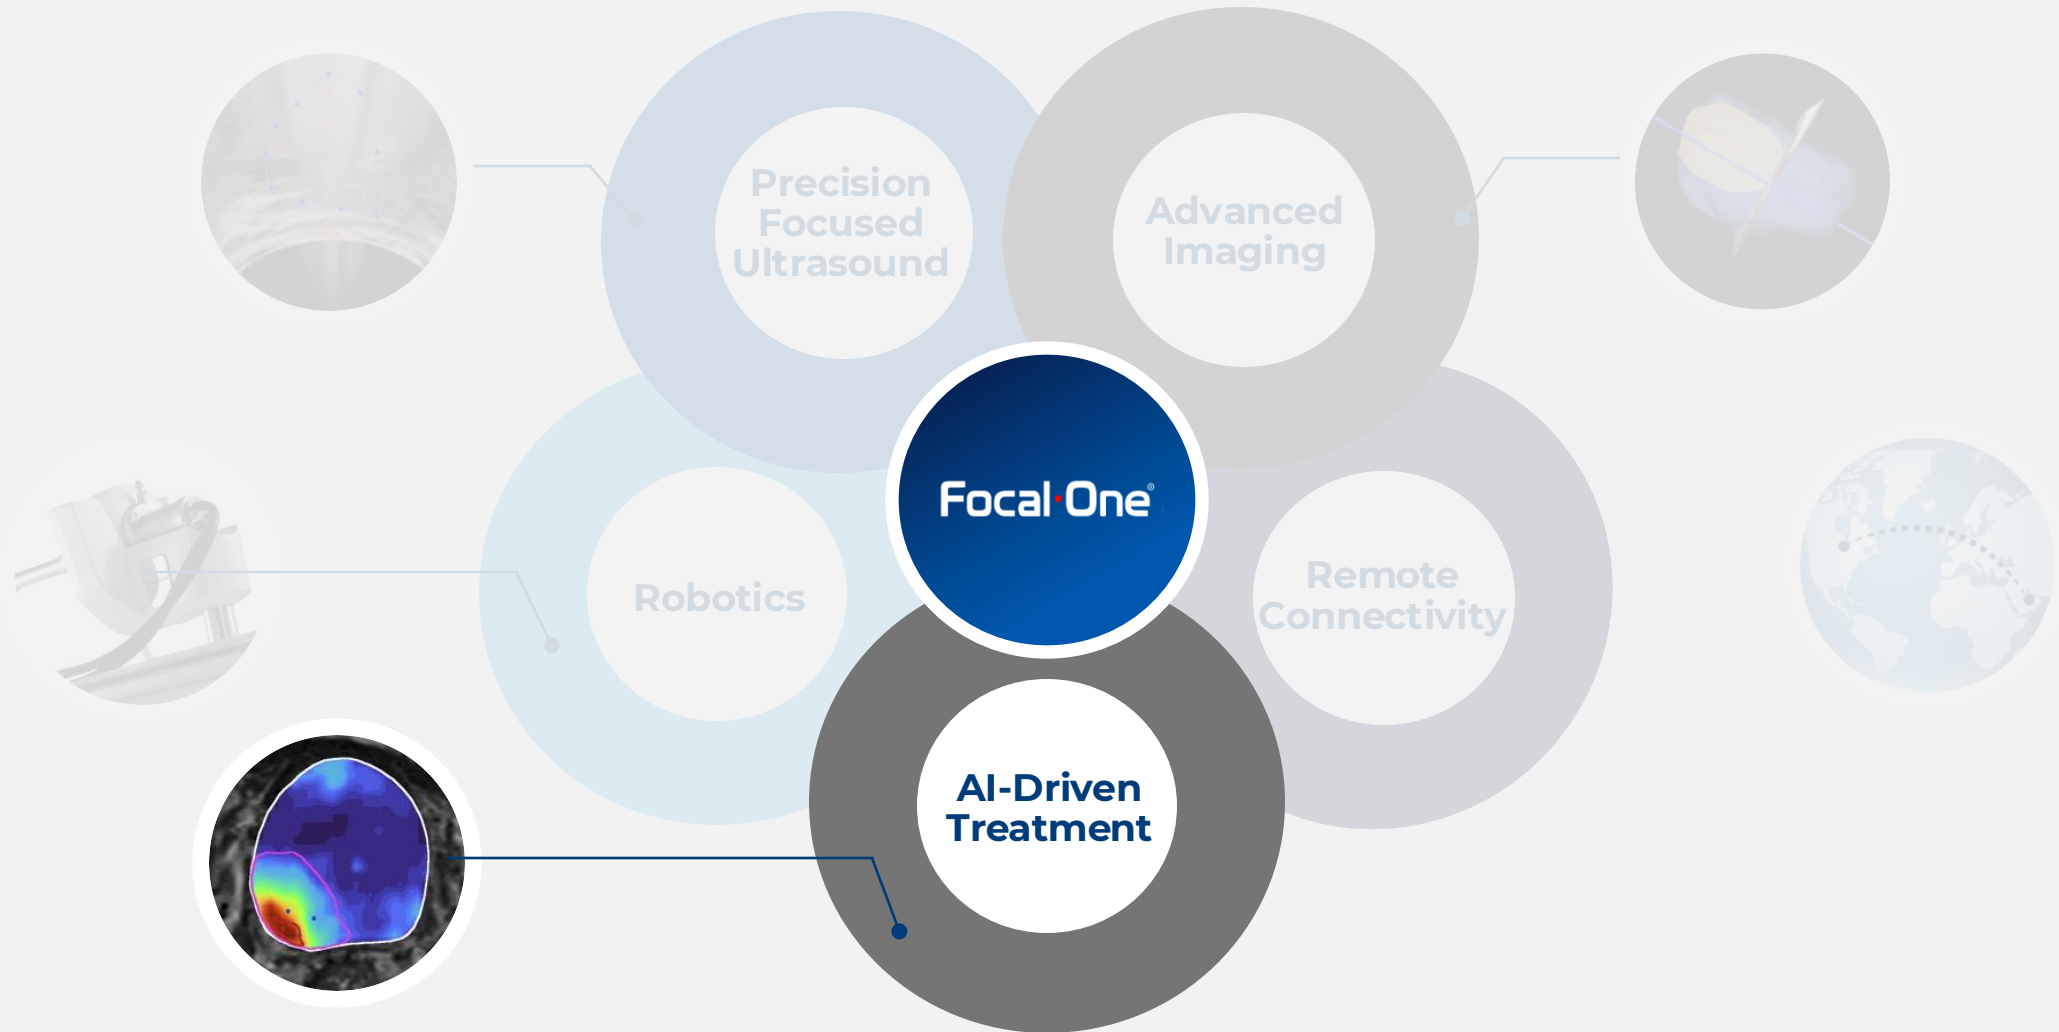 Precision
Focused
Ultrasound
Advanced
Imaging
Focal·One®
Robotics
Remote
Connectivity
AI-Driven
Treatment